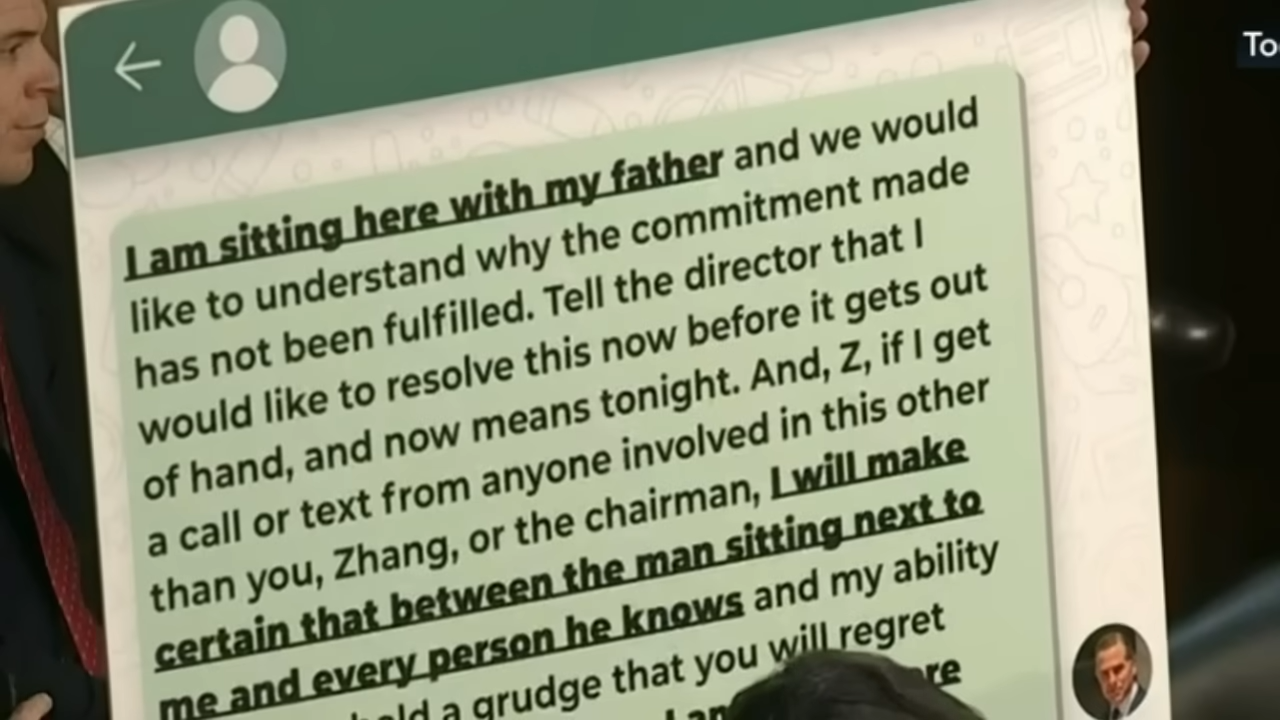 To
I am sitting here with my father and we would
like to understand why the commitment made
has not been fulfilled. Tell the director that I
would like to resolve this now before it gets out
of hand, and now means tonight. And, Z, if I get
a call or text from anyone involved in this other
than you, Zhang, or the chairman, I will make
certain that between the man sitting next to
me and every person he knows and my ability
a grudge that you will regret
I am